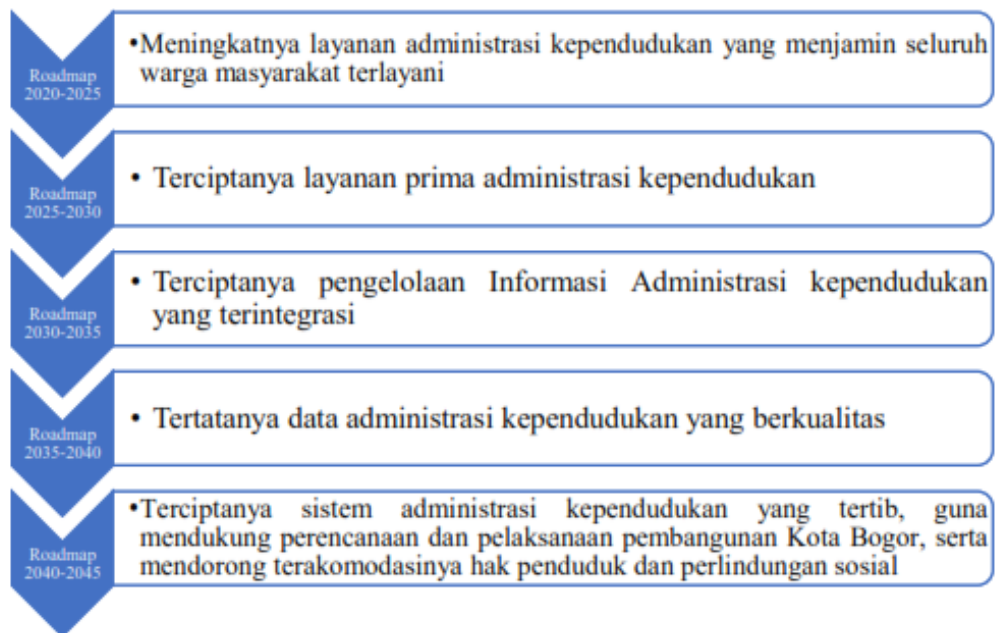 Roadmap
2020-2025
•Meningkatnya layanan administrasi kependudukan yang menjamin seluruh
warga masyarakat terlayani
Roadmap
2025-2030
• Terciptanya layanan prima administrasi kependudukan
Roadmap
2030-2035
• Terciptanya pengelolaan Informasi Administrasi kependudukan
yang terintegrasi
Roadmap
2035-2040
• Tertatanya data administrasi kependudukan yang berkualitas
Roadmap
2040-2045
•Terciptanya sistem administrasi kependudukan yang tertib, guna
mendukung perencanaan dan pelaksanaan pembangunan Kota Bogor, serta
mendorong terakomodasinya hak penduduk dan perlindungan sosial